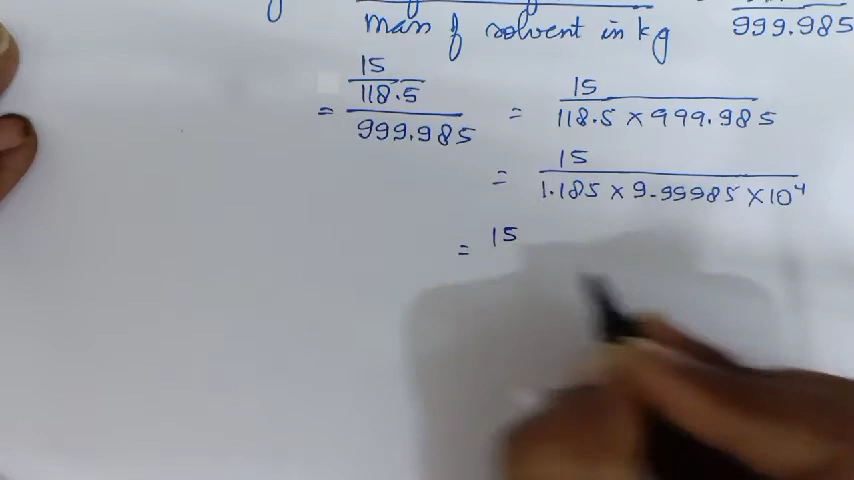 mass of solvent in kg 999.985
= 15 / 118.5 / 999.985 = 15 / 118.5 × 999.985
= 15 / 1.185 × 9.99985 × 10⁴
= 15